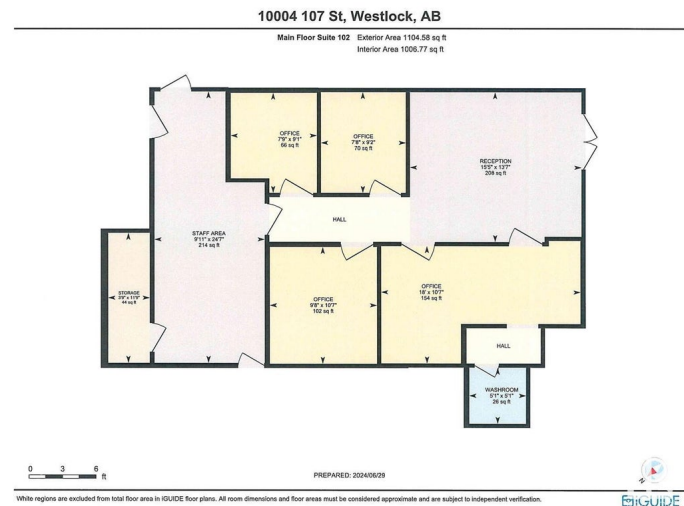 10004 107 St, Westlock, AB
Main Floor Suite 102 Exterior Area 1104.58 sq ft
Interior Area 1006.77 sq ft
OFFICE
7'9" x 9'1"
66 sq ft
OFFICE
7'8" x 9'2"
70 sq ft
RECEPTION
15'5" x 13'7"
208 sq ft
HALL
STAFF AREA
9'11" x 24'7"
214 sq ft
STORAGE
3'9" x 11'9"
44 sq ft
OFFICE
9'8" x 10'7"
102 sq ft
OFFICE
18' x 10'7"
154 sq ft
HALL
WASHROOM
5'1" x 5'1"
26 sq ft
0 3 6
ft
PREPARED: 2024/06/29
N
White regions are excluded from total floor area in iGUIDE floor plans. All room dimensions and floor areas must be considered approximate and are subject to independent verification.
iGUIDE